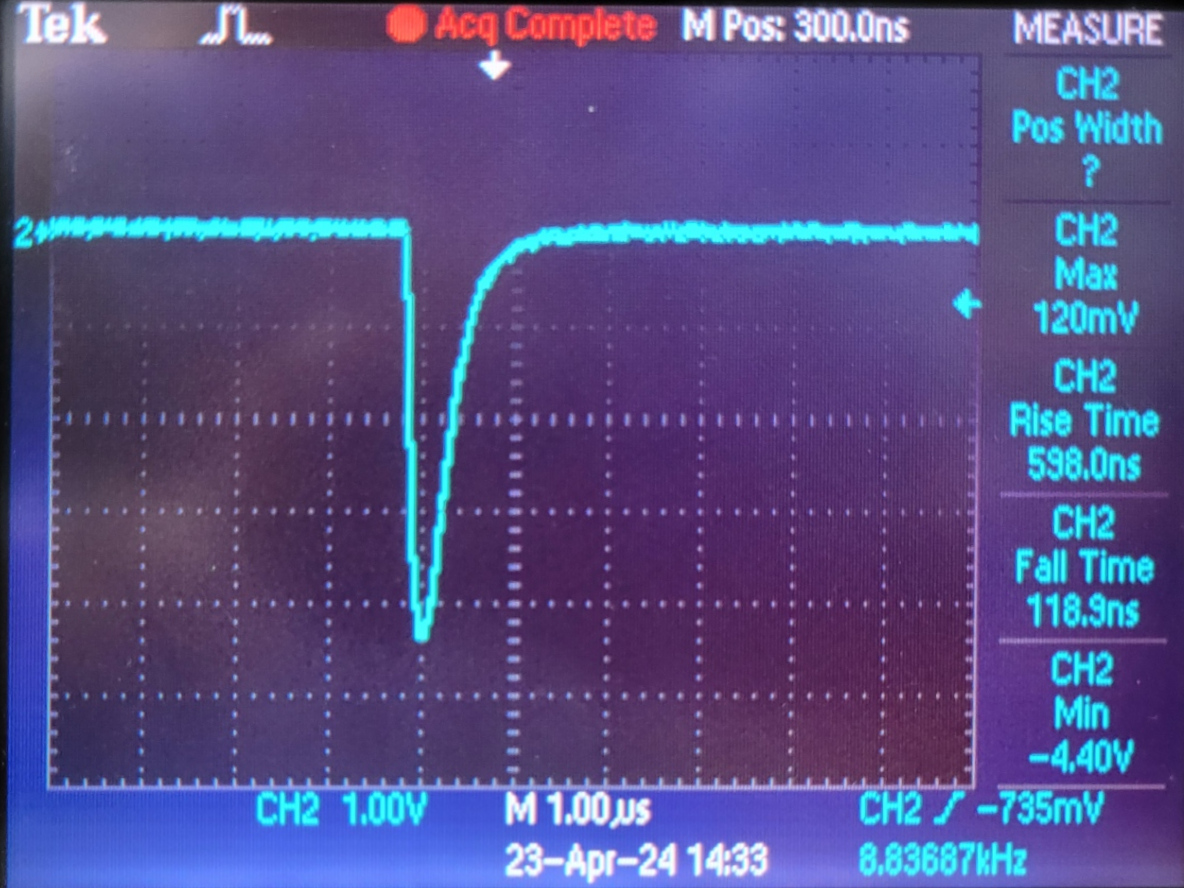 Tek Acq Complete M Pos: 300.0ns MEASURE
CH2
Pos Width
?
2
CH2
Max
120mV
CH2
Rise Time
598.0ns
CH2
Fall Time
118.9ns
CH2
Min
-4.40V
CH2 1.00V M 1.00µs CH2 -735mV
23-Apr-24 14:33 8.83687kHz